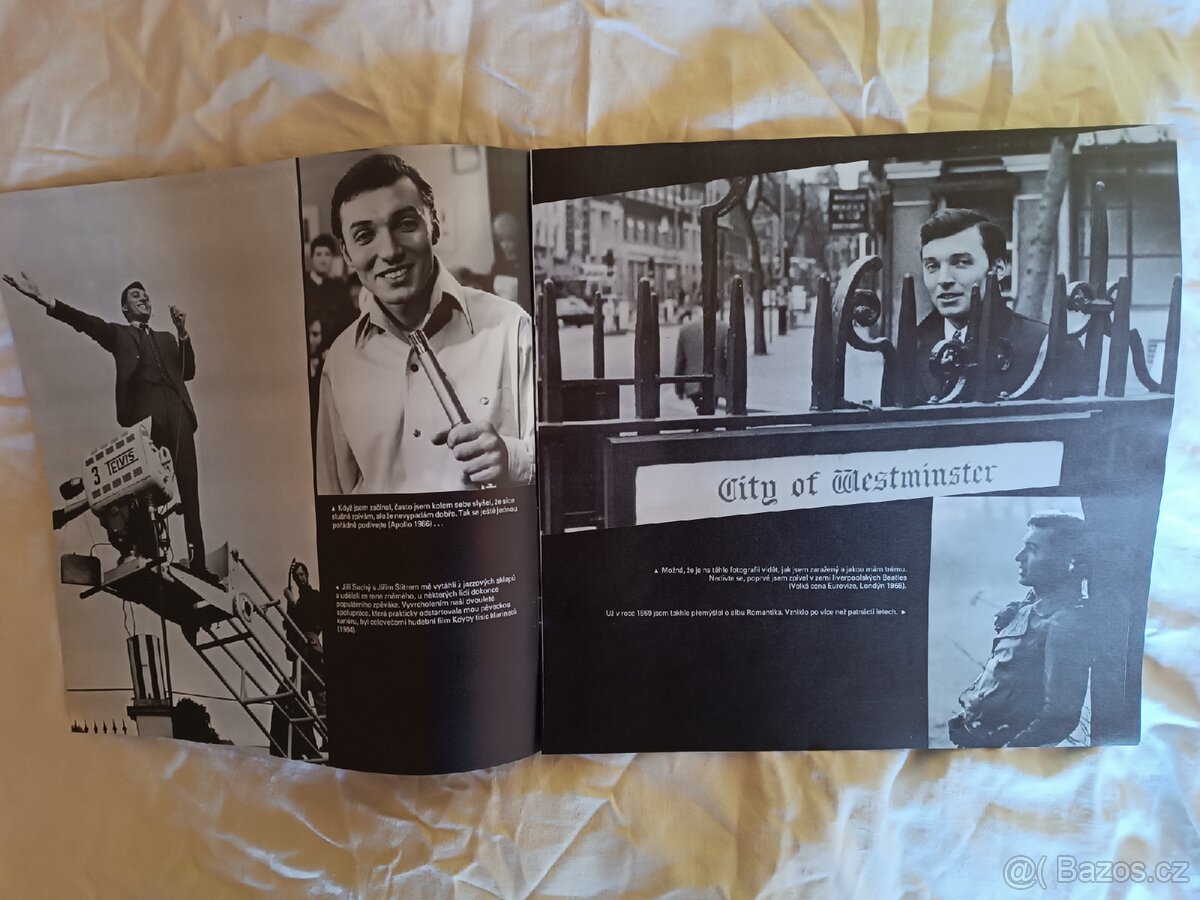 3 TEIVIS
▲ Když jsem začínal, často jsem kolem sebe slyšel, že sice
slušně zpívám, ale že nevypadám dobře. Tak se ještě jednou
pořádně podívejte (Apollo 1966) . . .
◄ Jiří Suchý s Jiřím Šlitrem mě vytáhli z jazzových sklepů
a udělali ze mne známého, u některých lidí dokonce
populárního zpěváka. Vyvrcholením naší dvouleté
spolupráce, která prakticky odstartovala mou pěveckou
kariéru, byl celovečerní hudební film Kdyby tisíc klarinetů
(1964).
City of Westminster
▲ Možná, že je na téhle fotografii vidět, jak jsem zaražený a jakou mám trému.
Nedivte se, poprvé jsem zpíval v zemi liverpoolských Beatles
(Velká cena Eurovize, Londýn 1968).
Už v roce 1969 jsem takhle přemýšlel o albu Romantika. Vzniklo po více než patnácti letech. ►
@( Bazos.cz